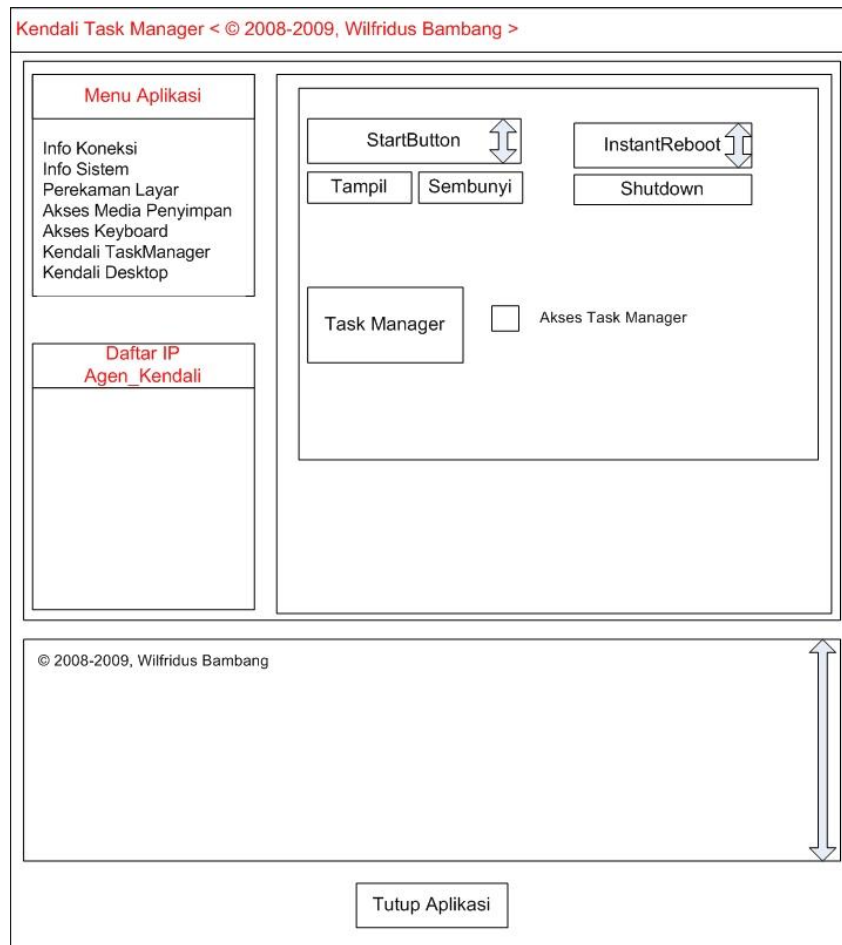 Kendali Task Manager < © 2008-2009, Wilfridus Bambang >
Menu Aplikasi
Info Koneksi
Info Sistem
Perekaman Layar
Akses Media Penyimpan
Akses Keyboard
Kendali TaskManager
Kendali Desktop
Daftar IP
Agen_Kendali
StartButton
InstantReboot
Tampil
Sembunyi
Shutdown
Task Manager
Akses Task Manager
© 2008-2009, Wilfridus Bambang
Tutup Aplikasi